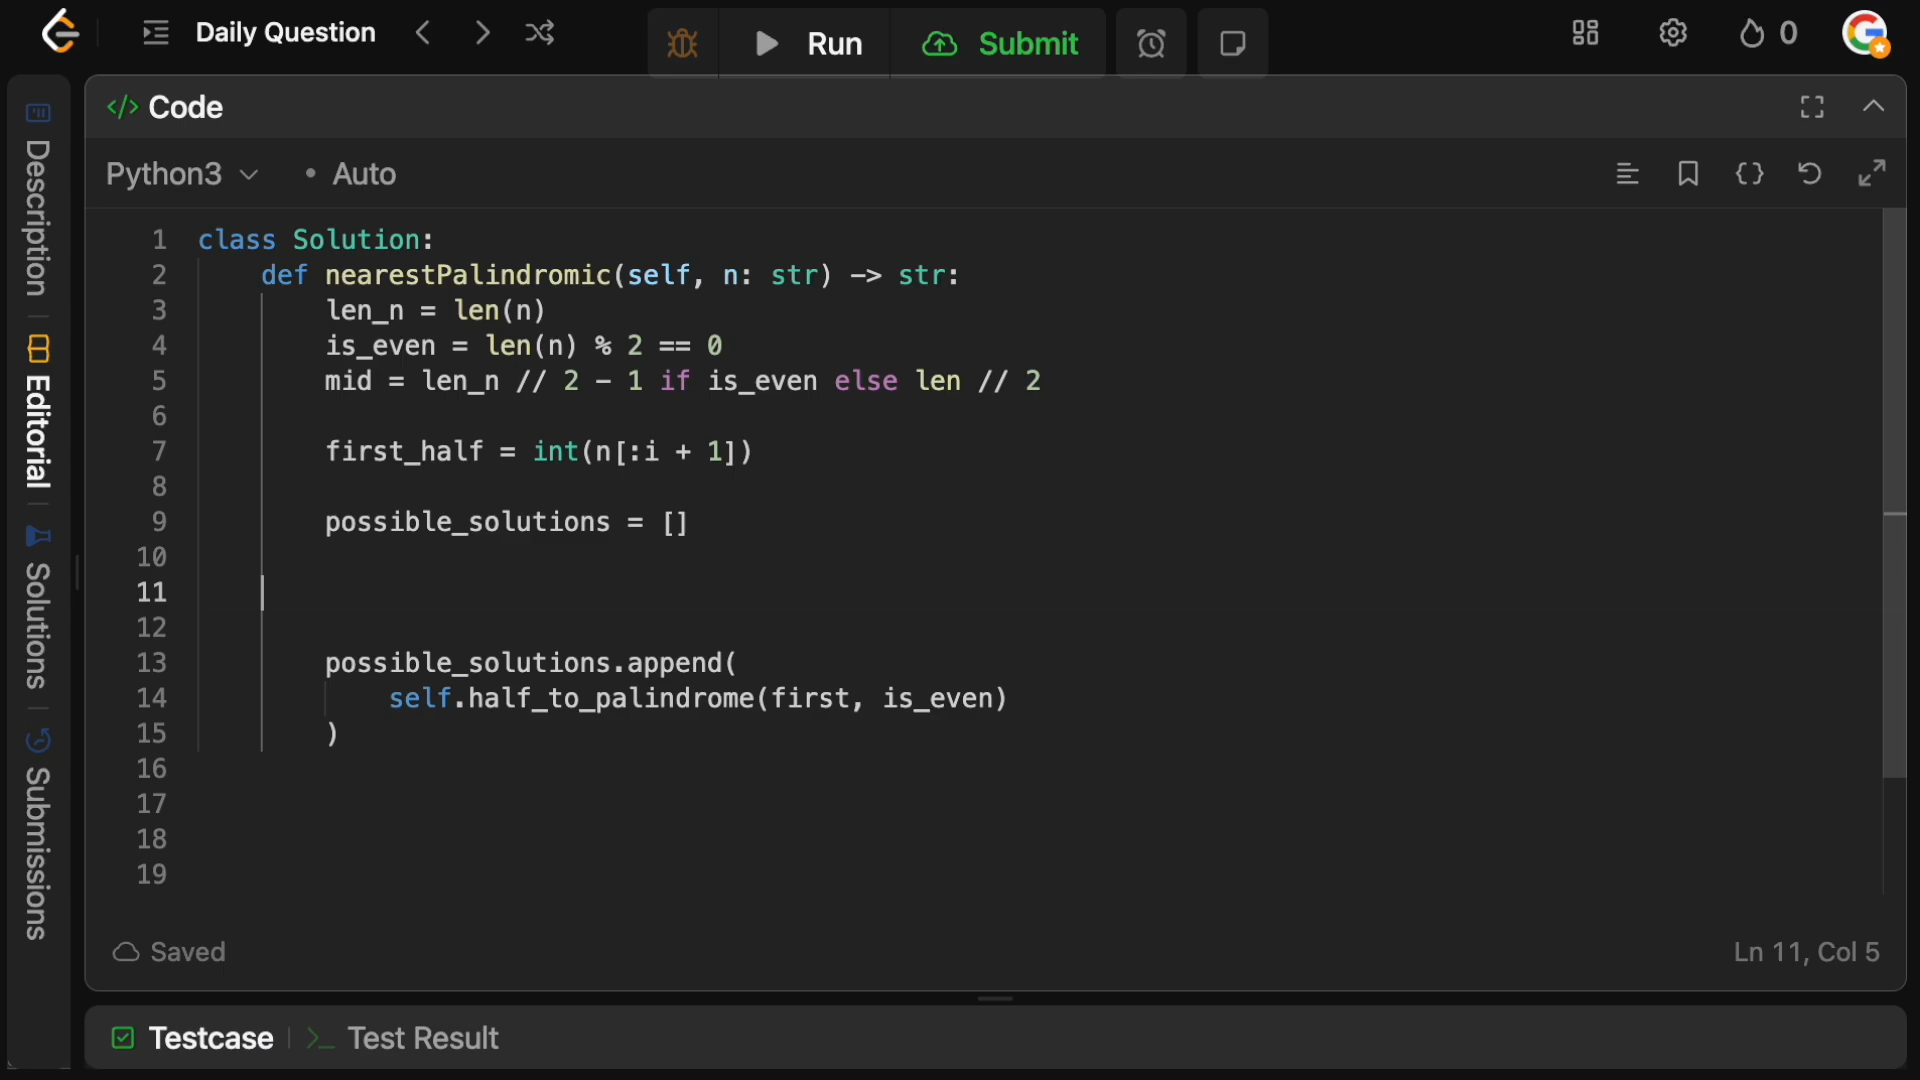 Daily Question
Run
Submit
0
Description
Editorial
Solutions
Submissions
</> Code
Python3
• Auto
1 class Solution:
2 def nearestPalindromic(self, n: str) -> str:
3 len_n = len(n)
4 is_even = len(n) % 2 == 0
5 mid = len_n // 2 - 1 if is_even else len // 2
6
7 first_half = int(n[:i + 1])
8
9 possible_solutions = []
10
11
12
13 possible_solutions.append(
14 self.half_to_palindrome(first, is_even)
15 )
16
17
18
19
Saved
Ln 11, Col 5
Testcase
Test Result